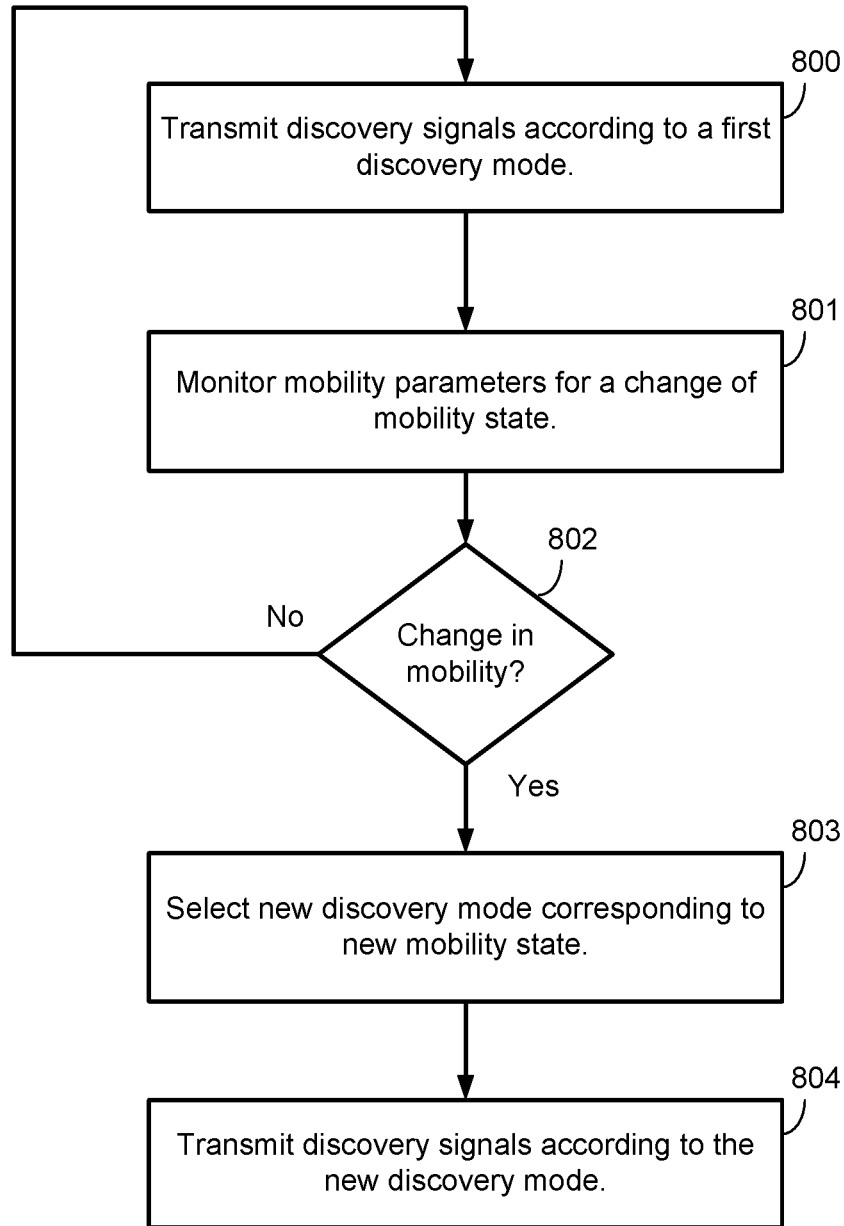 800
Transmit discovery signals according to a first
discovery mode.
801
Monitor mobility parameters for a change of
mobility state.
802
No
Change in
mobility?
Yes
803
Select new discovery mode corresponding to
new mobility state.
804
Transmit discovery signals according to the
new discovery mode.